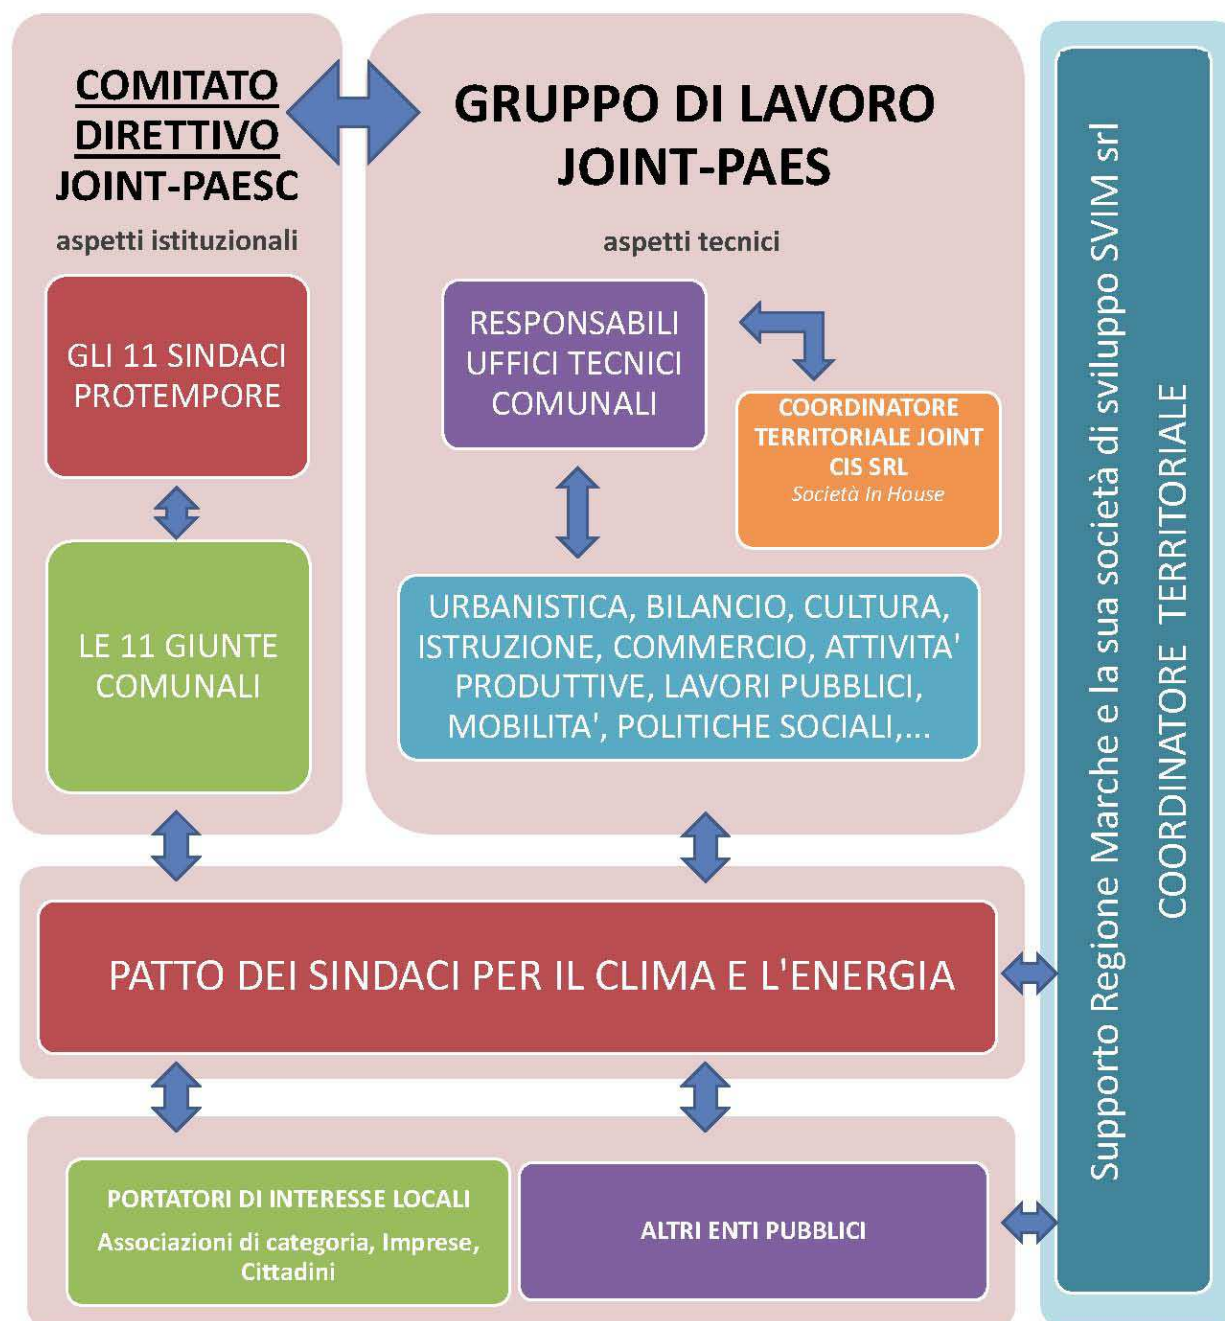 COMITATO
DIRETTIVO
JOINT-PAESC
aspetti istituzionali
GLI 11 SINDACI
PROTEMPORE
LE 11 GIUNTE
COMUNALI
GRUPPO DI LAVORO
JOINT-PAES
aspetti tecnici
RESPONSABILI
UFFICI TECNICI
COMUNALI
COORDINATORE
TERRITORIALE JOINT
CIS SRL
Società In House
URBANISTICA, BILANCIO, CULTURA,
ISTRUZIONE, COMMERCIO, ATTIVITA'
PRODUTTIVE, LAVORI PUBBLICI,
MOBILITA', POLITICHE SOCIALI,...
PATTO DEI SINDACI PER IL CLIMA E L'ENERGIA
PORTATORI DI INTERESSE LOCALI
Associazioni di categoria, Imprese,
Cittadini
ALTRI ENTI PUBBLICI
Supporto Regione Marche e la sua società di sviluppo SVIM srl
COORDINATORE TERRITORIALE